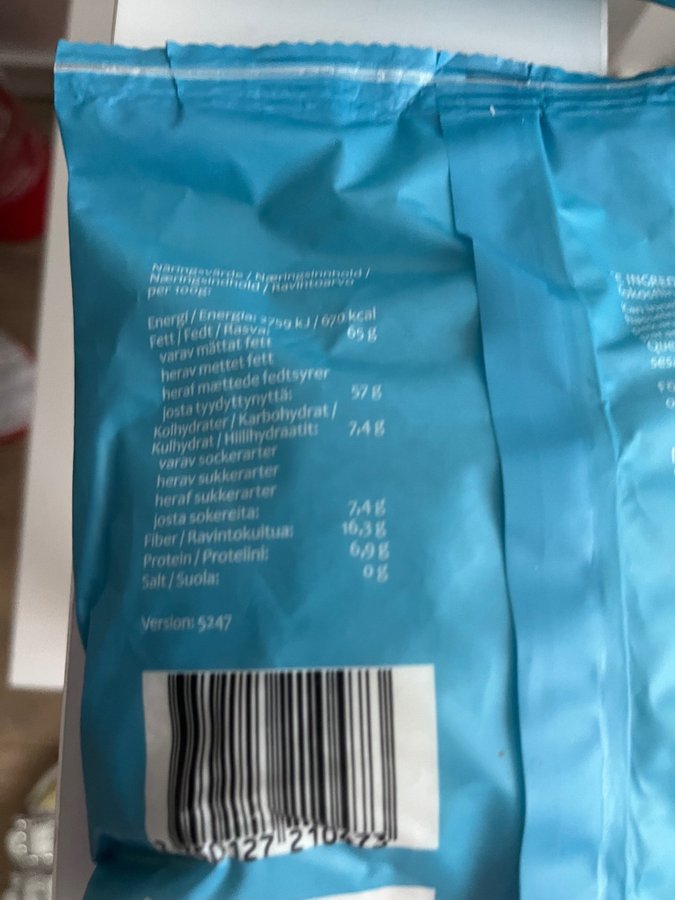 Näringsvärde / Næringsinnhold /
Næringsindhold / Ravintoarvo
per 100g:
Energi / Energia: 2759 kJ / 670 kcal
Fett / Fedt / Rasva: 65 g
varav mättat fett
herav mettet fett
heraf mættede fedtsyrer
josta tyydyttynyttä: 57 g
Kolhydrater / Karbohydrat /
Kulhydrat / Hiilihydraatit: 7,4 g
varav sockerarter
herav sukkerarter
heraf sukkerarter
josta sokereita: 7,4 g
Fiber / Ravintokuitua: 16,3 g
Protein / Proteiini: 6,9 g
Salt / Suola: 0 g
Version: 5247
INGRED